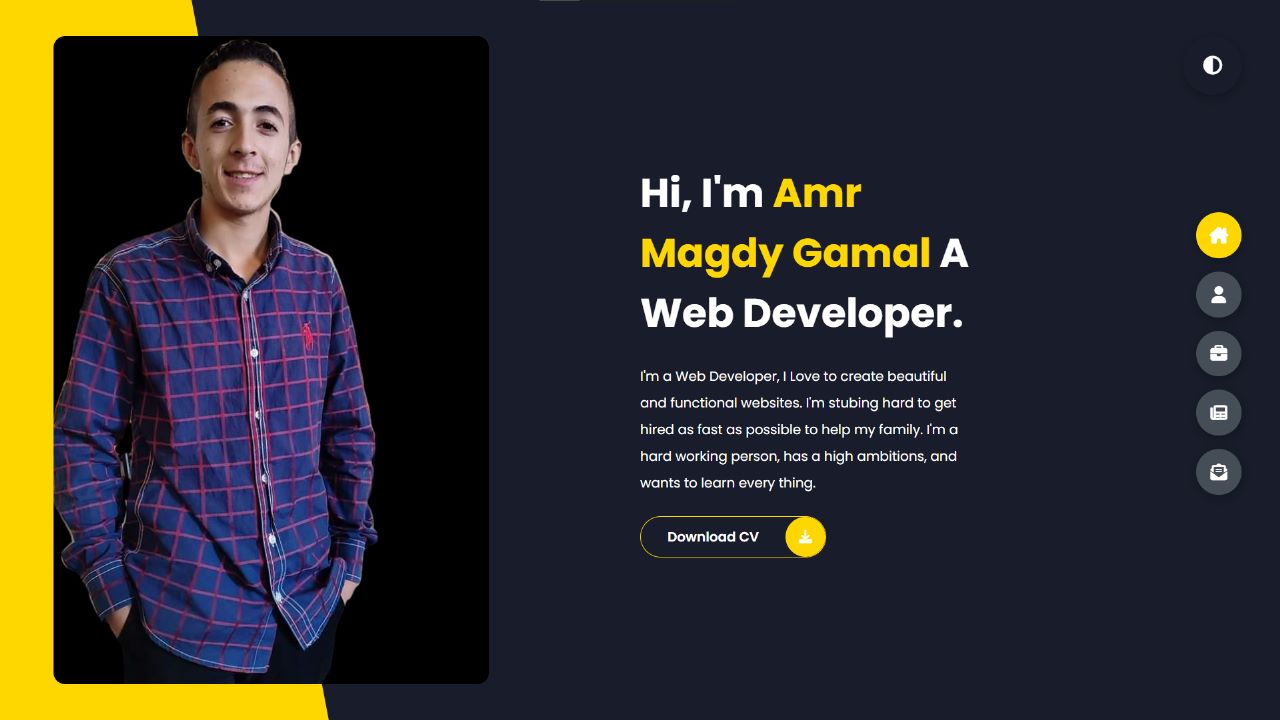 Hi, I'm Amr
Magdy Gamal A
Web Developer.
I'm a Web Developer, I Love to create beautiful
and functional websites. I'm stubing hard to get
hired as fast as possible to help my family. I'm a
hard working person, has a high ambitions, and
wants to learn every thing.
Download CV